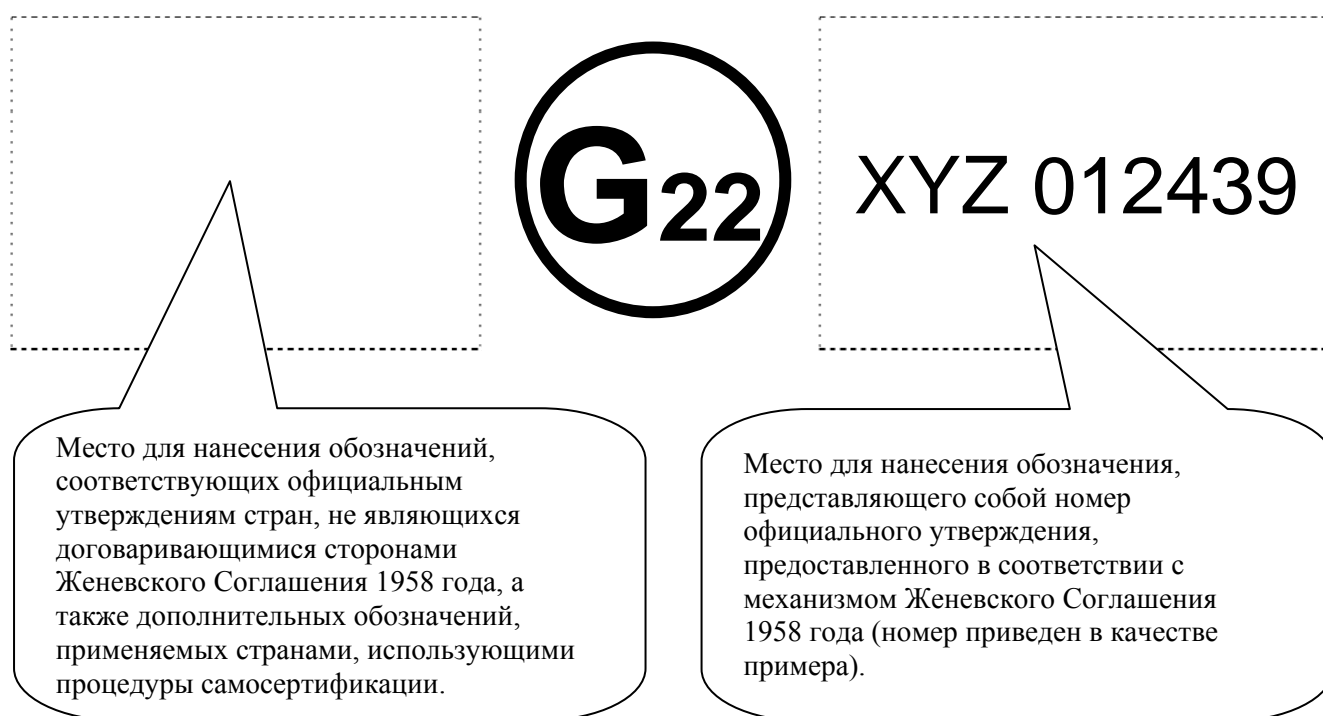 G22
XYZ 012439
Место для нанесения обозначений,
соответствующих официальным
утверждениям стран, не являющихся
договаривающимися сторонами
Женевского Соглашения 1958 года, а
также дополнительных обозначений,
применяемых странами, использующими
процедуры самосертификации.
Место для нанесения обозначения,
представляющего собой номер
официального утверждения,
предоставленного в соответствии с
механизмом Женевского Соглашения
1958 года (номер приведен в качестве
примера).